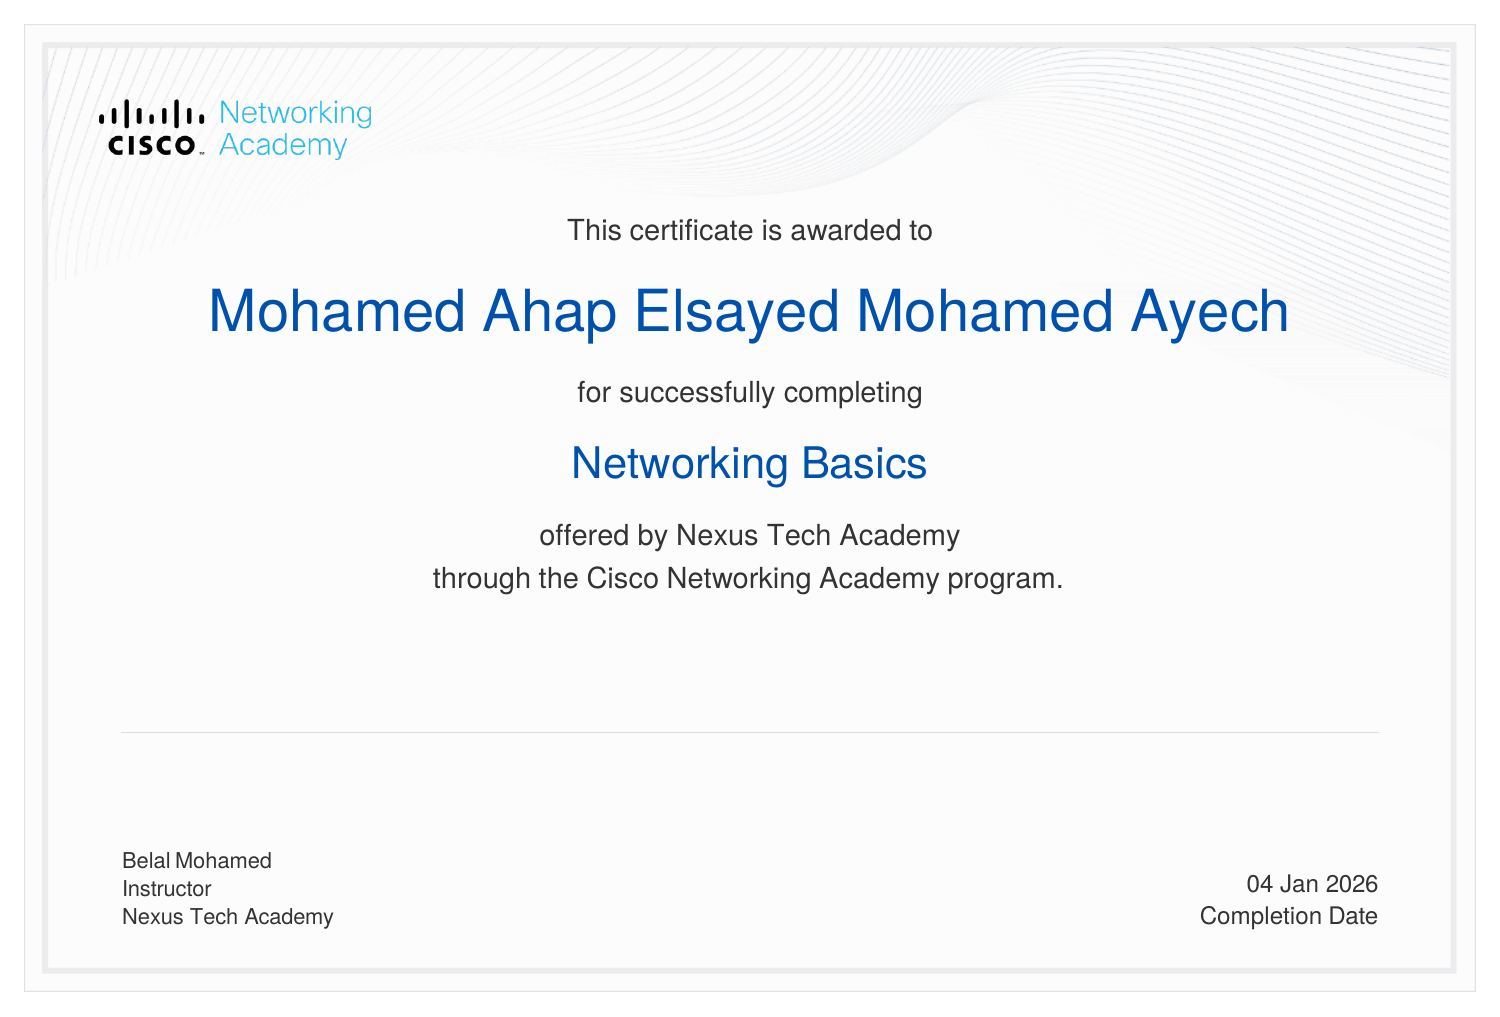 Networking
Academy
CISCO™
This certificate is awarded to
Mohamed Ahap Elsayed Mohamed Ayech
for successfully completing
Networking Basics
offered by Nexus Tech Academy
through the Cisco Networking Academy program.
Belal Mohamed
Instructor
Nexus Tech Academy
04 Jan 2026
Completion Date